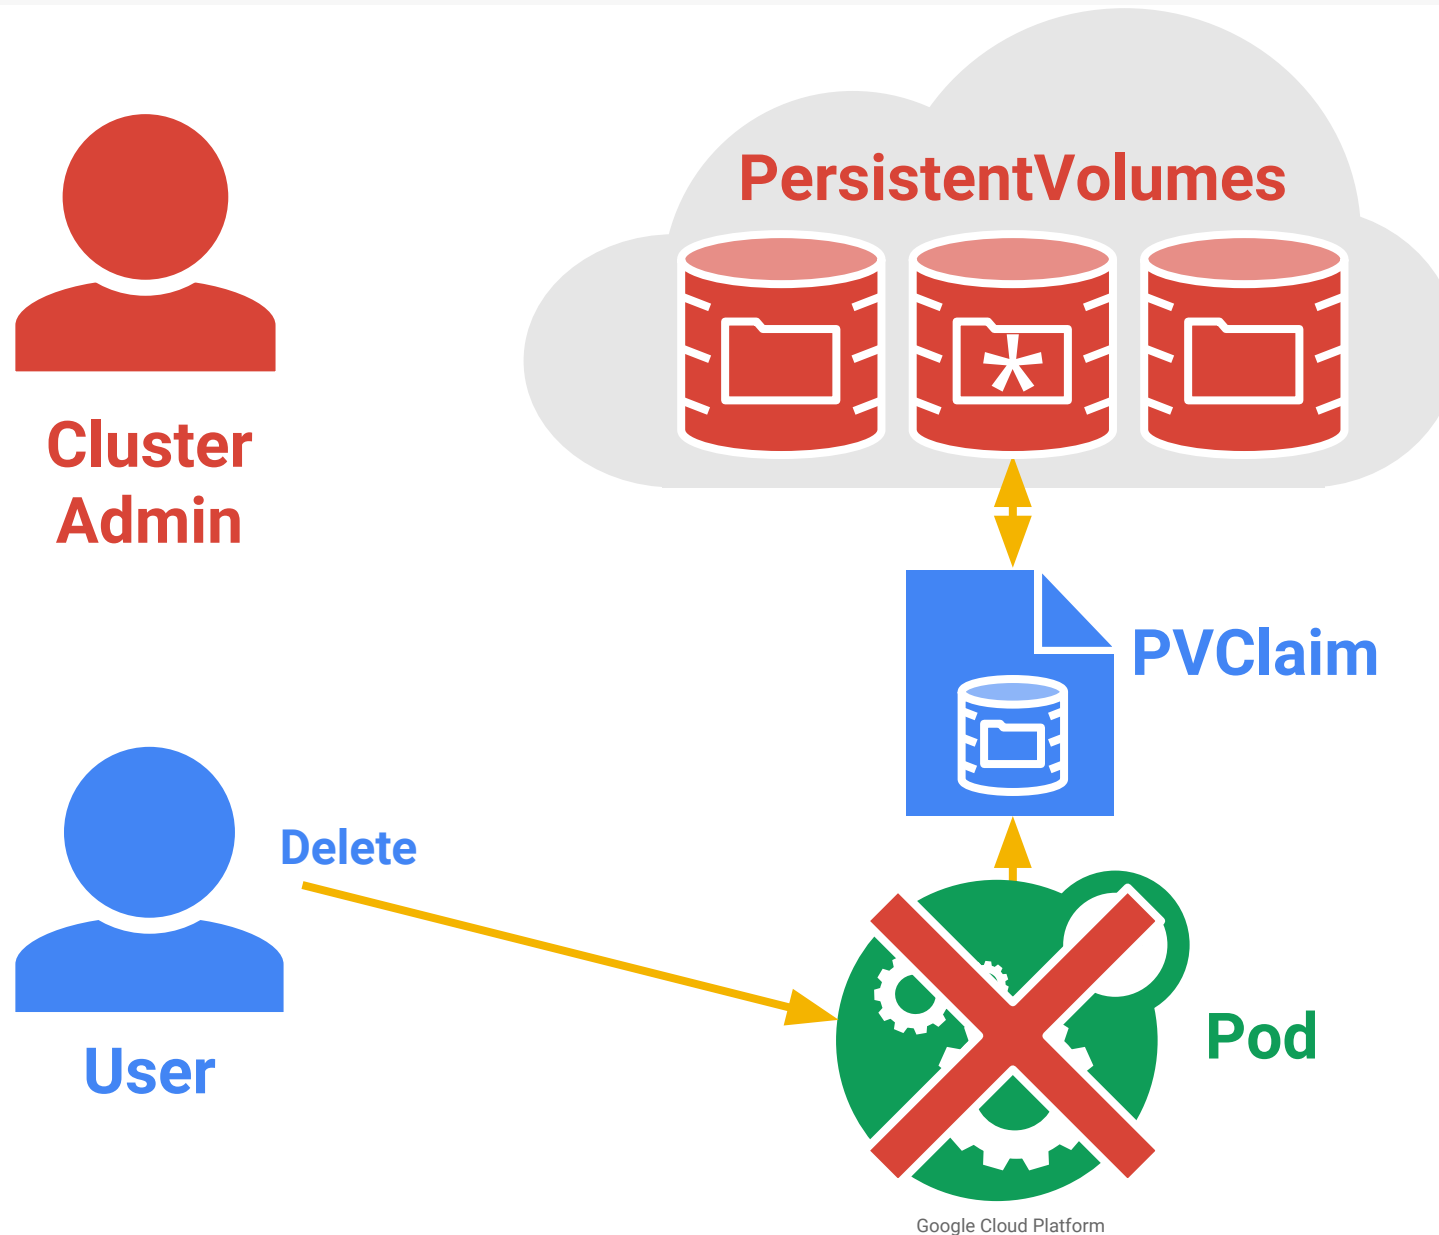 PersistentVolumes
Cluster
Admin
PVClaim
*
Delete
Pod
User
Google Cloud Platform